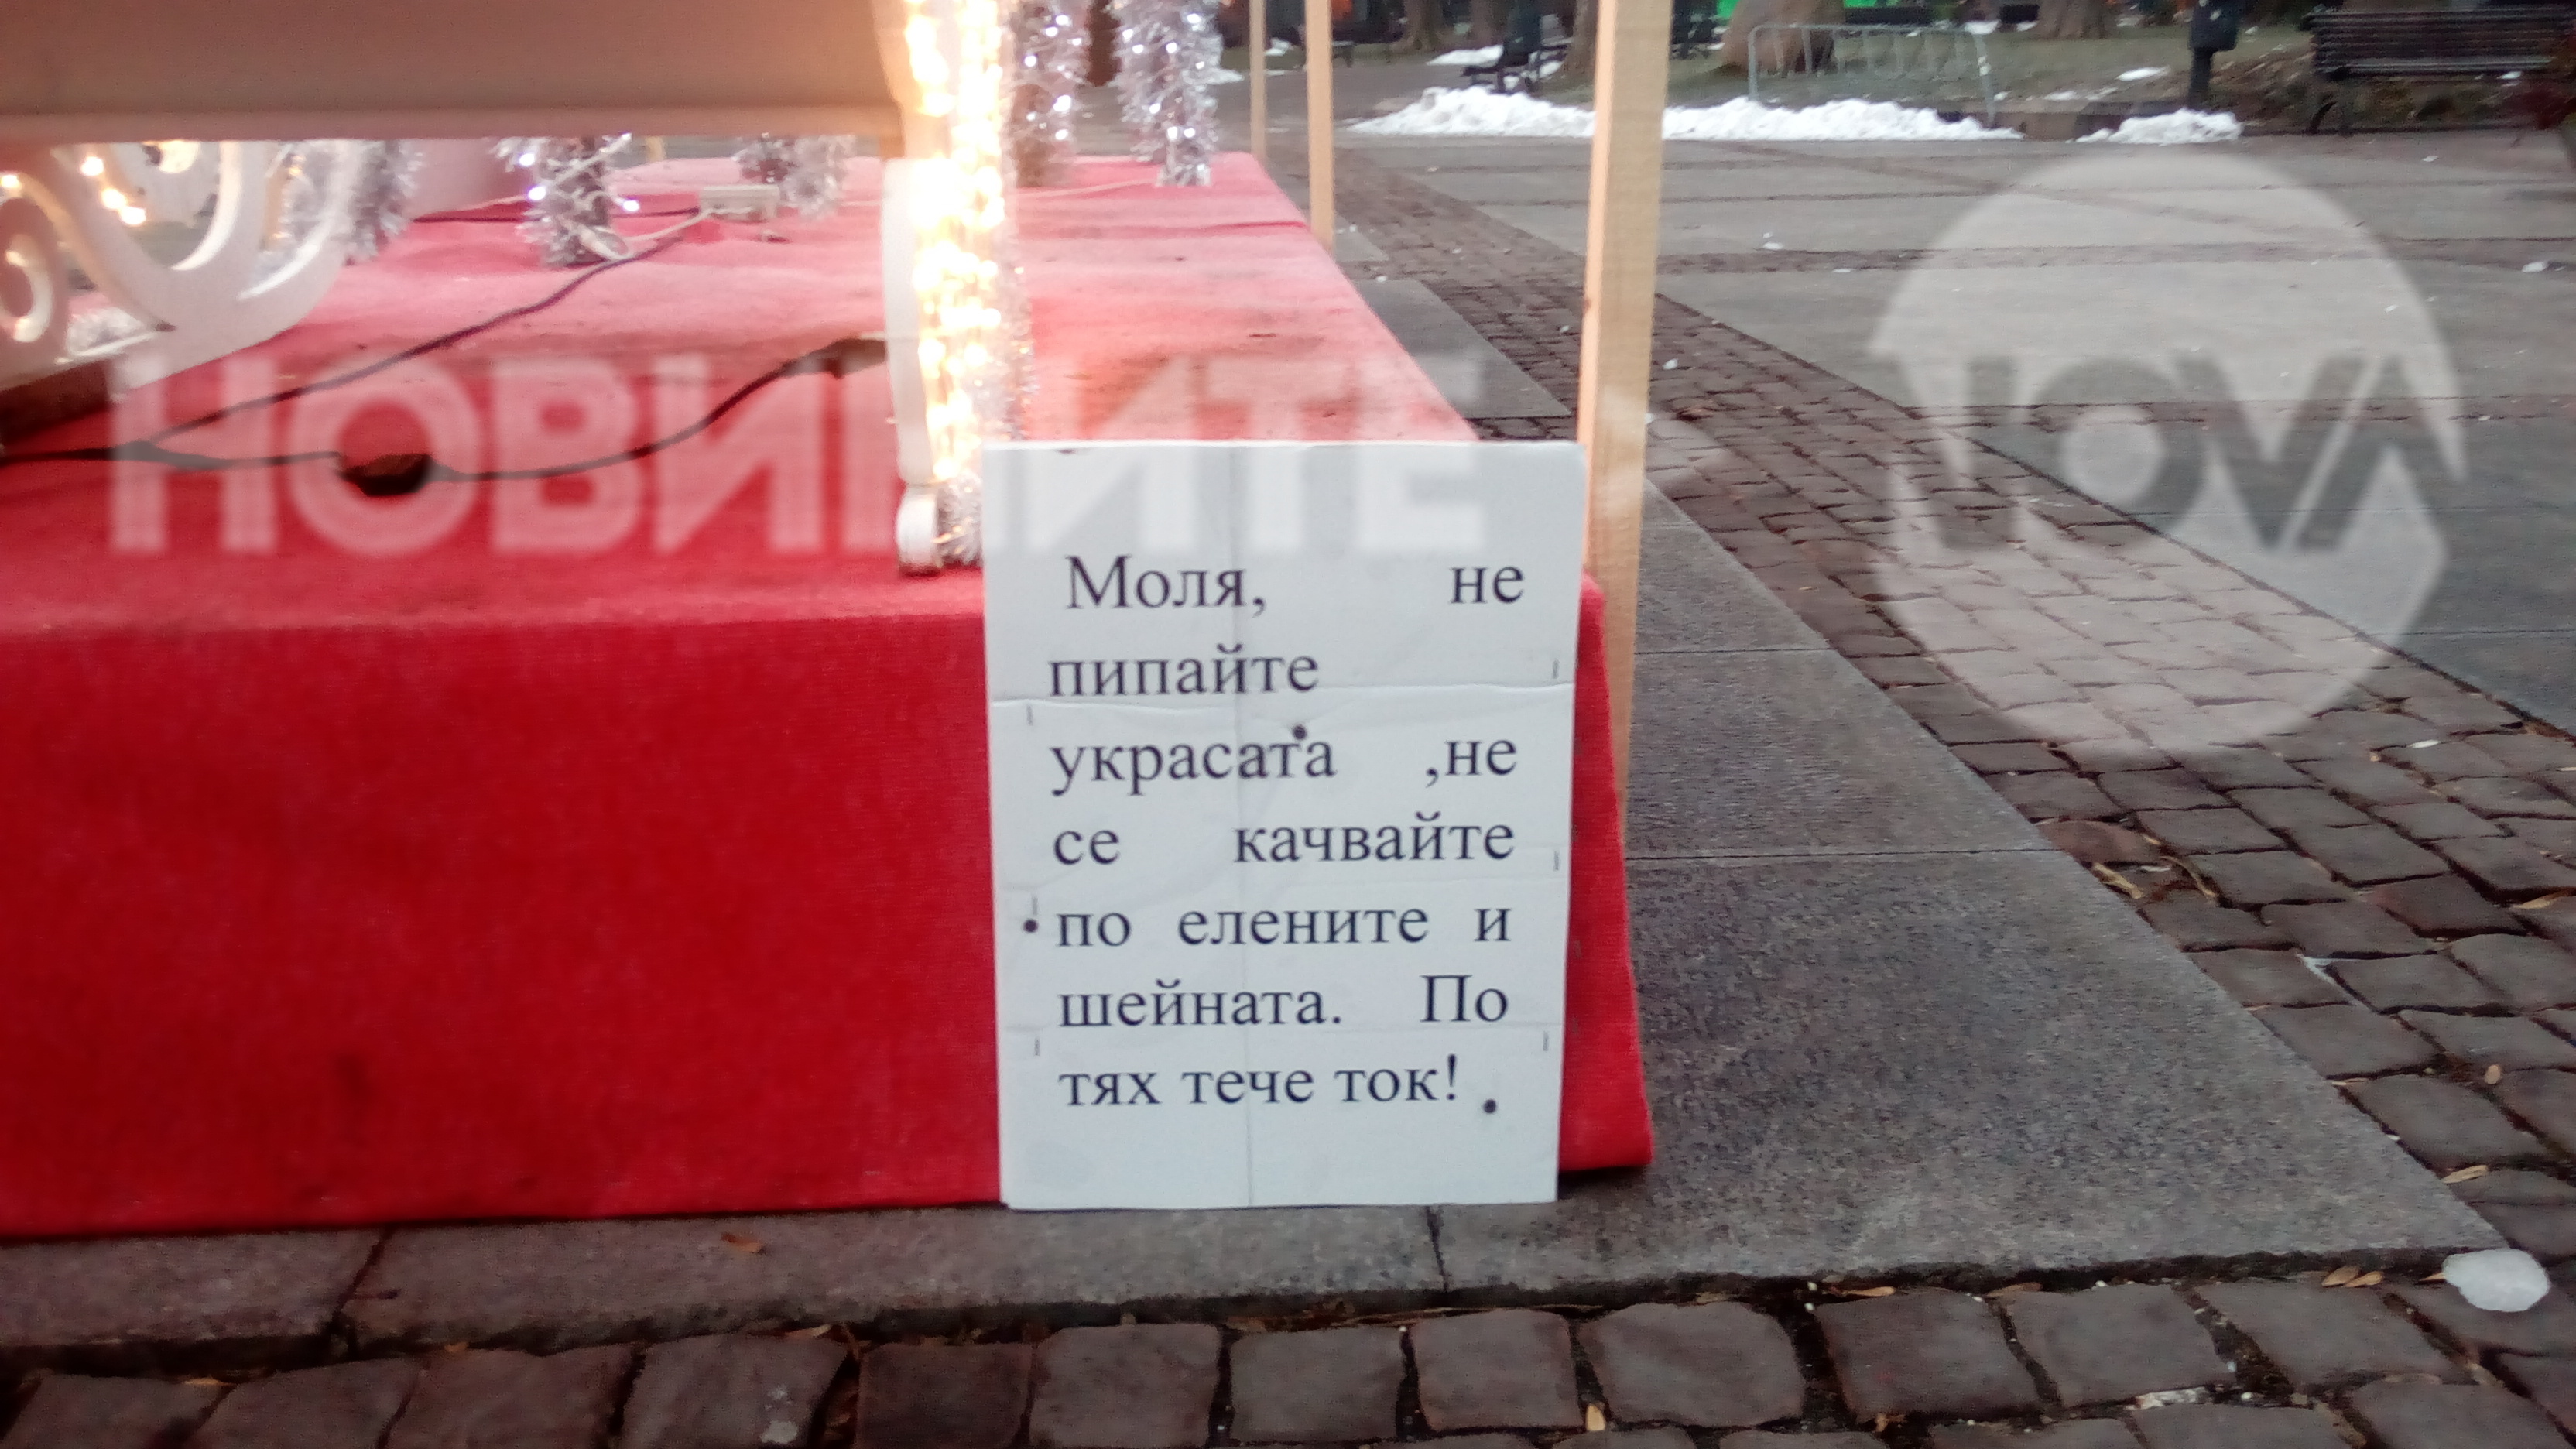 НОВИНИТЕ
NOVA
Моля, не
пипайте
украсата ,не
се качвайте
по елените и
шейната. По
тях тече ток!